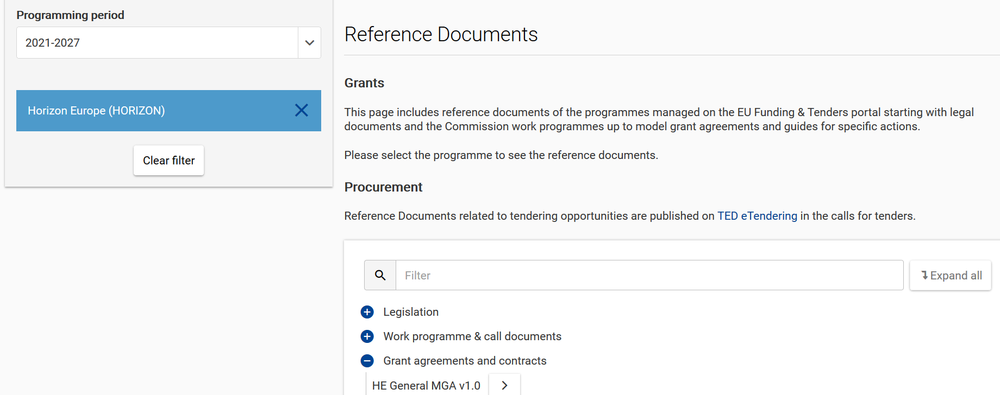 Programming period
2021-2027
Horizon Europe (HORIZON)
Clear filter
Reference Documents
Grants
This page includes reference documents of the programmes managed on the EU Funding & Tenders portal starting with legal
documents and the Commission work programmes up to model grant agreements and guides for specific actions.
Please select the programme to see the reference documents.
Procurement
Reference Documents related to tendering opportunities are published on TED eTendering in the calls for tenders.
Filter
Expand all
Legislation
Work programme & call documents
Grant agreements and contracts
HE General MGA v1.0